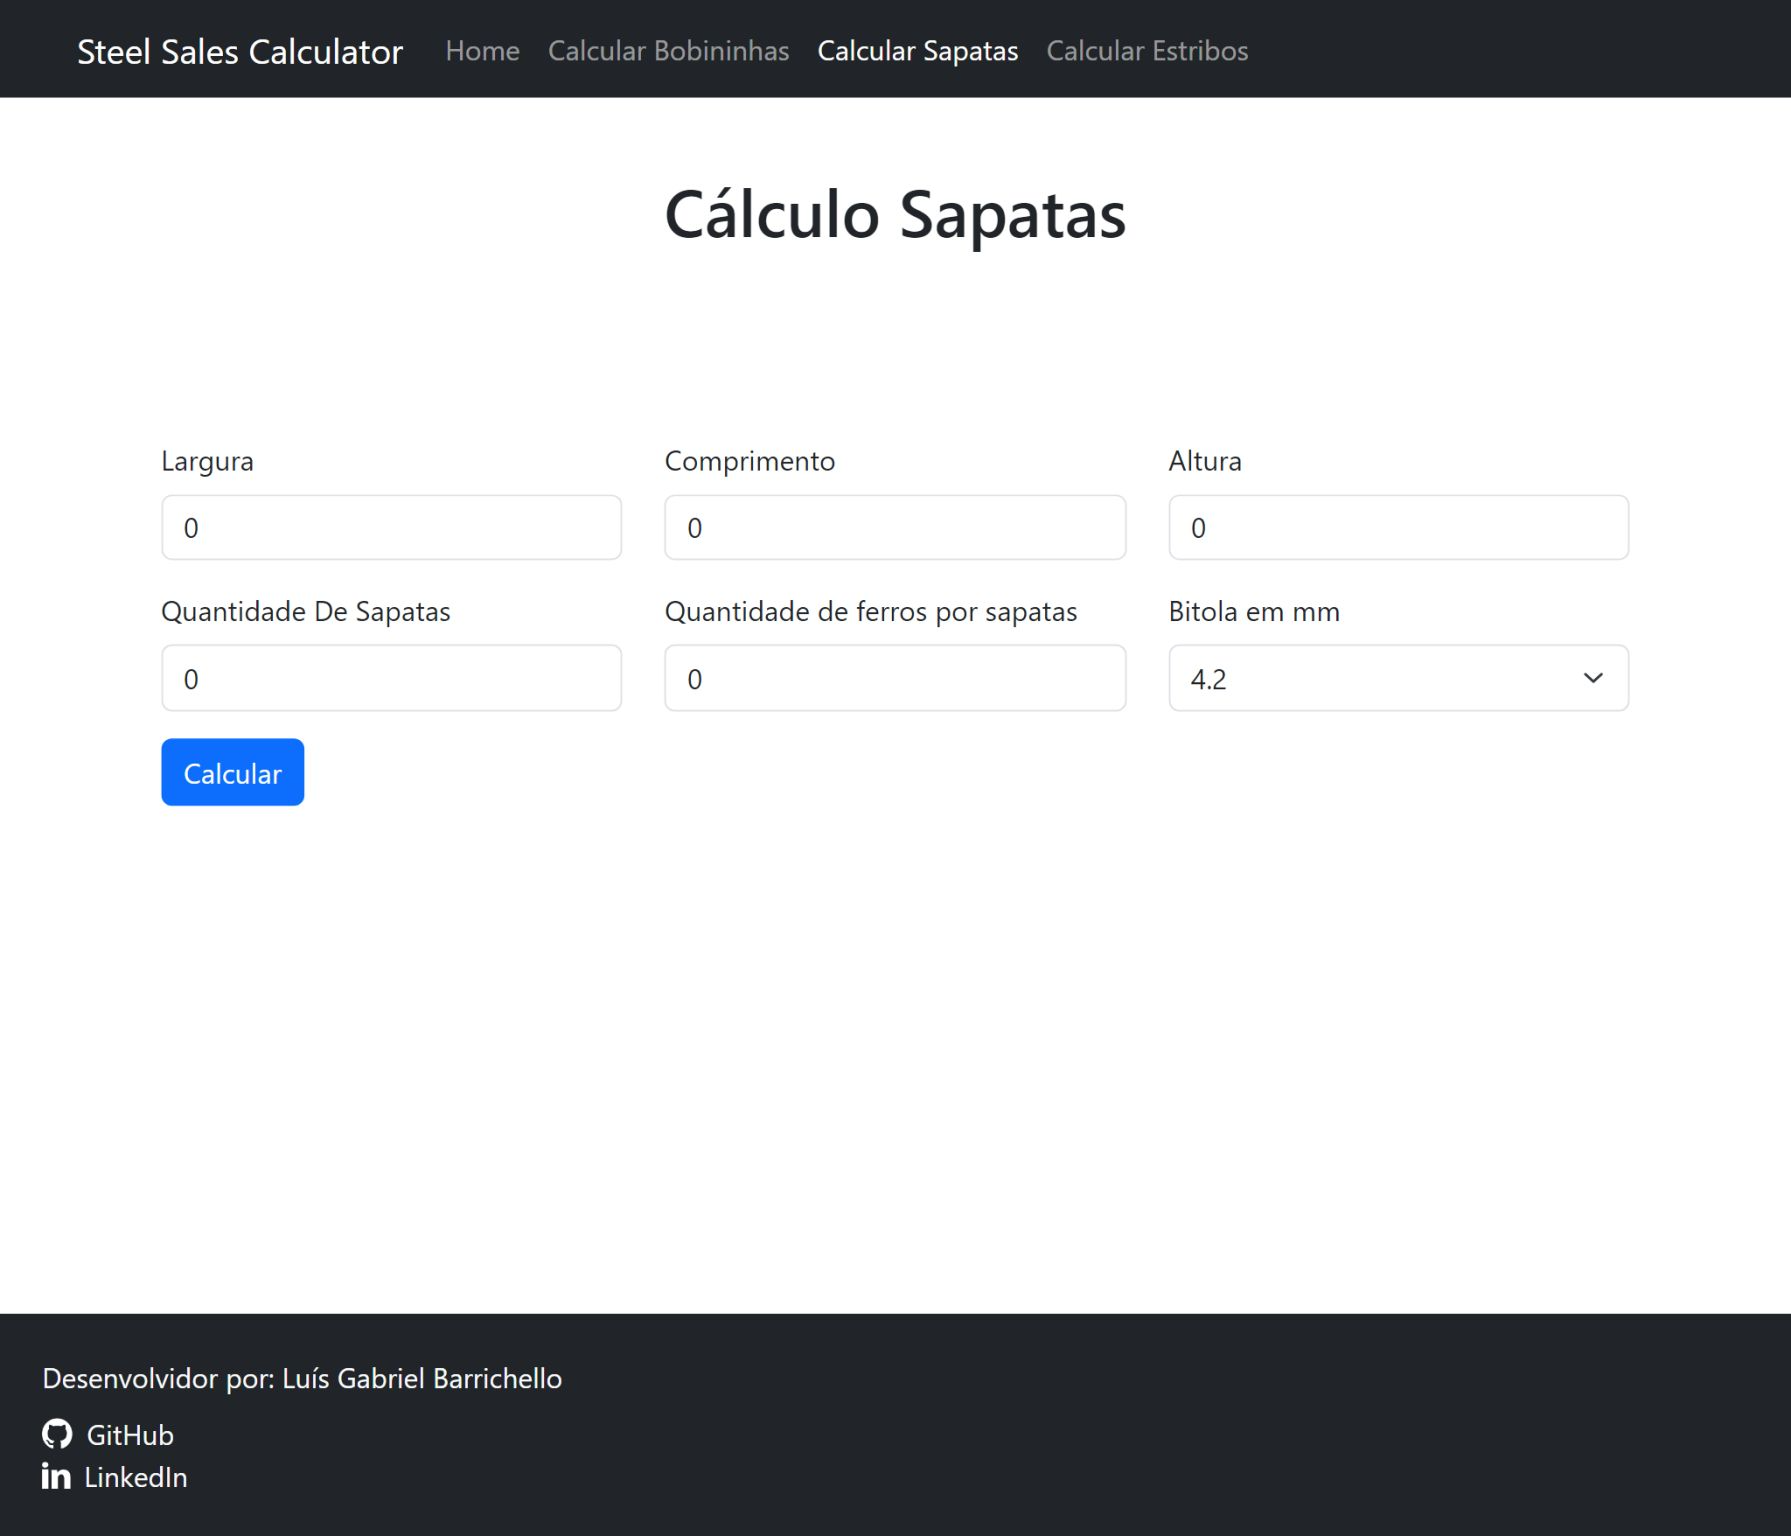 Steel Sales Calculator Home Calcular Bobininhas Calcular Sapatas Calcular Estribos
Cálculo Sapatas
Largura Comprimento Altura
0 0 0
Quantidade De Sapatas Quantidade de ferros por sapatas Bitola em mm
0 0 4.2
Calcular
Desenvolvidor por: Luís Gabriel Barrichello
GitHub
LinkedIn